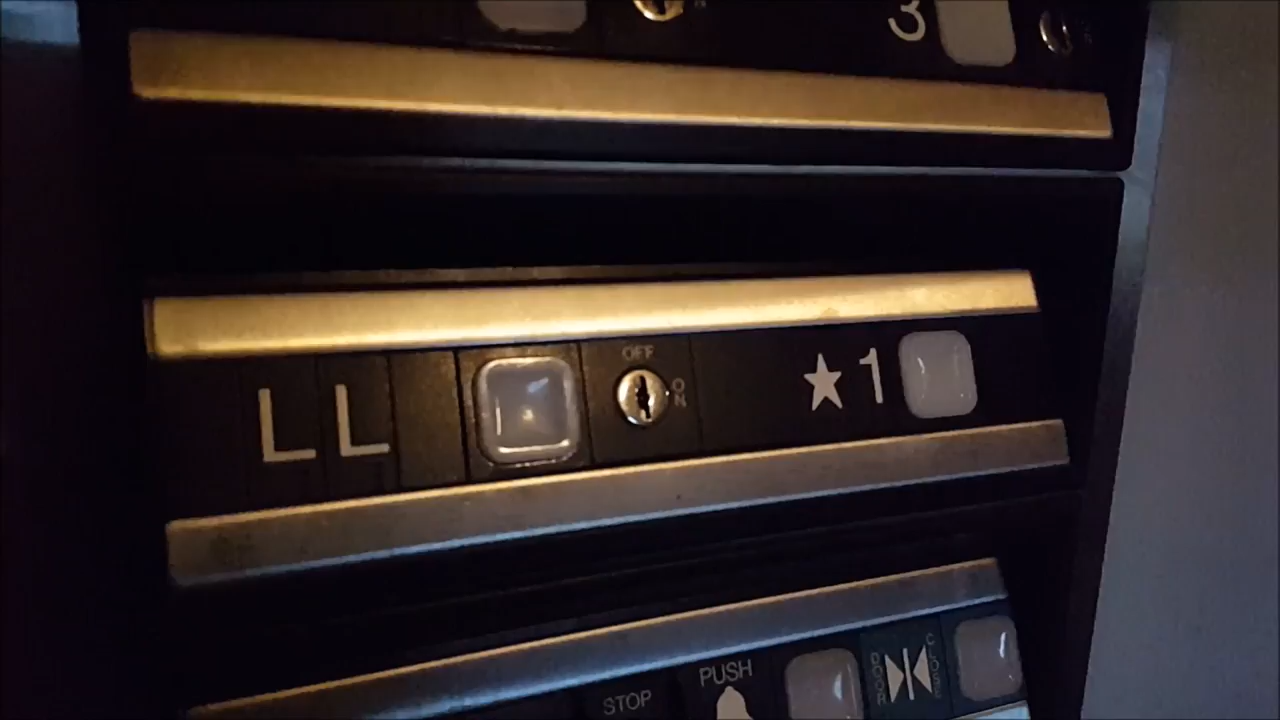 3
OFF
LL ★1
ON
PUSH
STOP
DOOR CLOSE